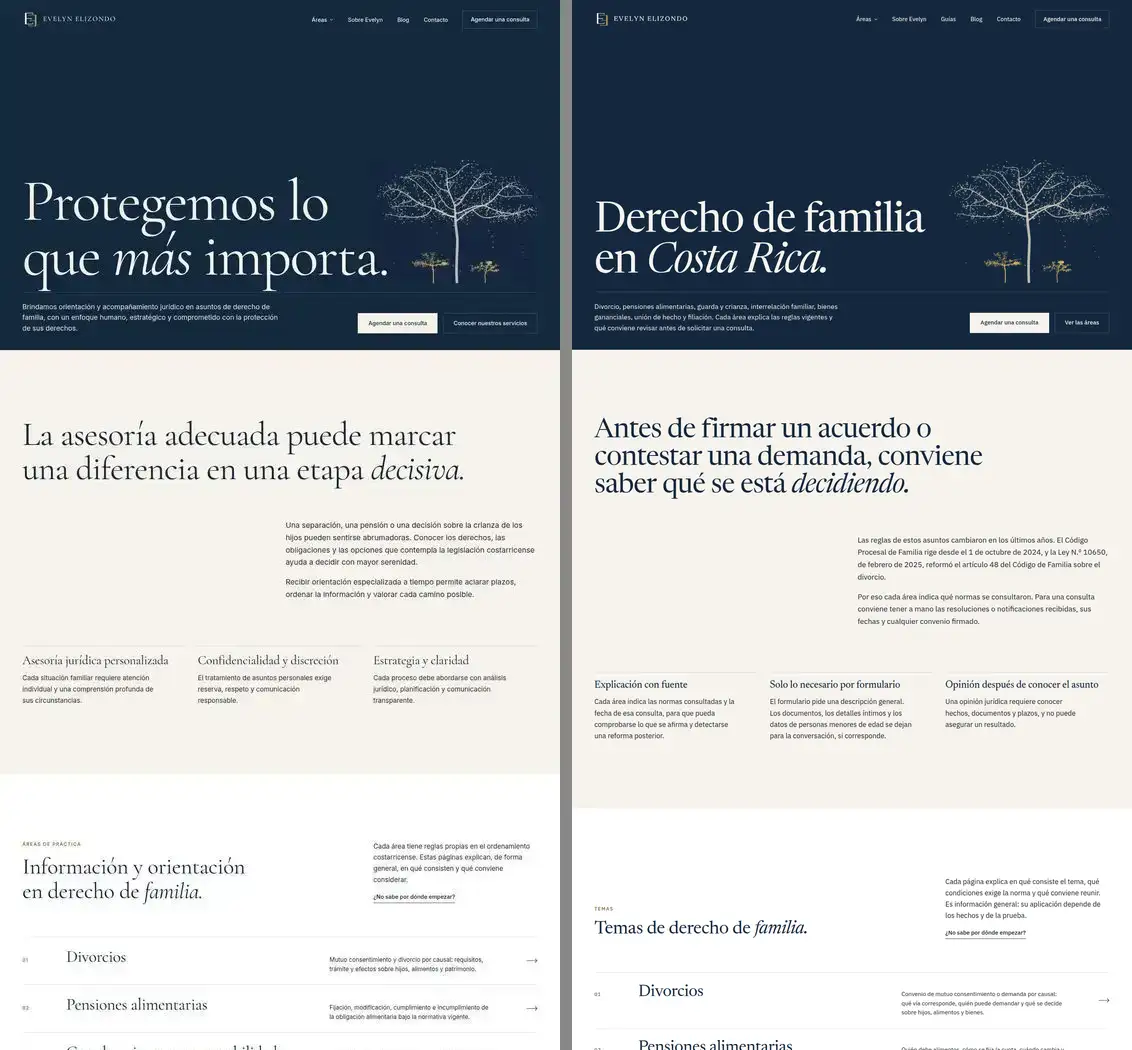 EVELYN ELIZONDO
Áreas
Sobre Evelyn
Blog
Contacto
Agendar una consulta
Protegemos lo
que más importa.
Brindamos orientación y acompañamiento jurídico en asuntos de derecho de
familia, con un enfoque humano, estratégico y comprometido con la protección
de sus derechos.
Agendar una consulta
Conocer nuestros servicios
La asesoría adecuada puede marcar
una diferencia en una etapa decisiva.
Una separación, una pensión o una decisión sobre la crianza de los
hijos pueden sentirse abrumadoras. Conocer los derechos, las
obligaciones y las opciones que contempla la legislación costarricense
ayuda a decidir con mayor serenidad.
Recibir orientación especializada a tiempo permite aclarar plazos,
ordenar la información y valorar cada camino posible.
Asesoría jurídica personalizada
Cada situación familiar requiere atención
individual y una comprensión profunda de
sus circunstancias.
Confidencialidad y discreción
El tratamiento de asuntos personales exige
reserva, respeto y comunicación
responsable.
Estrategia y claridad
Cada proceso debe abordarse con análisis
jurídico, planificación y comunicación
transparente.
ÁREAS DE PRÁCTICA
Información y orientación
en derecho de familia.
Cada área tiene reglas propias en el ordenamiento
costarricense. Estas páginas explican, de forma
general, en qué consisten y qué conviene
considerar.
¿No sabe por dónde empezar?
01
Divorcios
Mutuo consentimiento y divorcio por causal: requisitos,
trámite y efectos sobre hijos, alimentos y patrimonio.
02
Pensiones alimentarias
Fijación, modificación, cumplimiento e incumplimiento de
la obligación alimentaria bajo la normativa vigente.
EVELYN ELIZONDO
Áreas
Sobre Evelyn
Guías
Blog
Contacto
Agendar una consulta
Derecho de familia
en Costa Rica.
Divorcio, pensiones alimentarias, guarda y crianza, interrelación familiar, bienes
gananciales, unión de hecho y filiación. Cada área explica las reglas vigentes y
qué conviene revisar antes de solicitar una consulta.
Agendar una consulta
Ver las áreas
Antes de firmar un acuerdo o
contestar una demanda, conviene
saber qué se está decidiendo.
Las reglas de estos asuntos cambiaron en los últimos años. El Código
Procesal de Familia rige desde el 1 de octubre de 2024, y la Ley N.º 10650,
de febrero de 2025, reformó el artículo 48 del Código de Familia sobre el
divorcio.
Por eso cada área indica qué normas se consultaron. Para una consulta
conviene tener a mano las resoluciones o notificaciones recibidas, sus
fechas y cualquier convenio firmado.
Explicación con fuente
Cada área indica las normas consultadas y la
fecha de esa consulta, para que pueda
comprobarse lo que se afirma y detectarse
una reforma posterior.
Solo lo necesario por formulario
El formulario pide una descripción general.
Los documentos, los detalles íntimos y los
datos de personas menores de edad se dejan
para la conversación, si corresponde.
Opinión después de conocer el asunto
Una opinión jurídica requiere conocer
hechos, documentos y plazos, y no puede
asegurar un resultado.
TEMAS
Temas de derecho de familia.
Cada página explica en qué consiste el tema, qué
condiciones exige la norma y qué conviene reunir.
Es información general: su aplicación depende de
los hechos y de la prueba.
¿No sabe por dónde empezar?
01
Divorcios
Convenio de mutuo consentimiento o demanda por causal:
qué vía corresponde, quién puede demandar y qué se decide
sobre hijos, alimentos y bienes.
Pensiones alimentarias